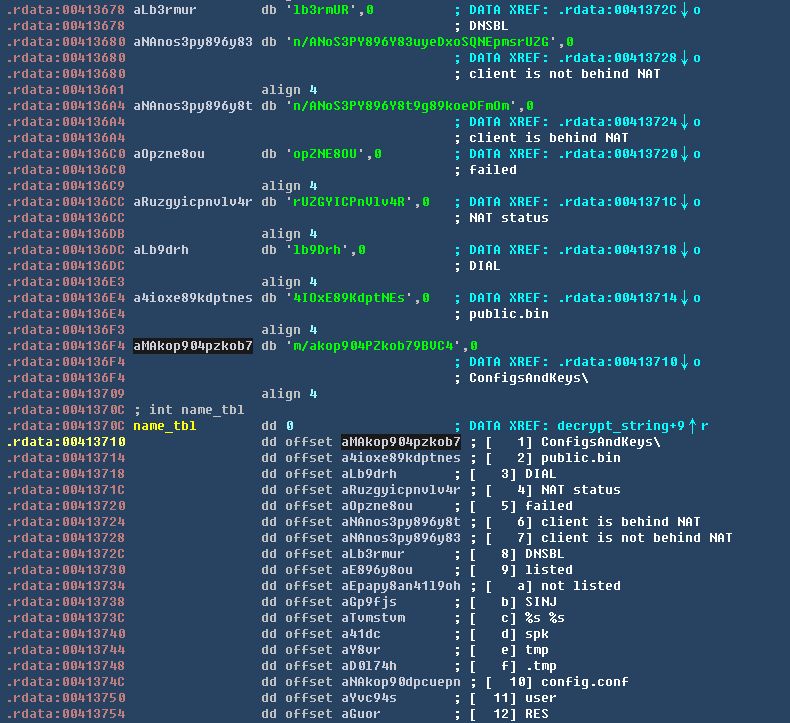 .rdata:00413678 aLb3rmur db 'lb3rmUR',0 ; DATA XREF: .rdata:0041372C↓o
.rdata:00413678 ; DNSBL
.rdata:00413680 aNAnos3py896y83 db 'n/ANoS3PY896Y83uyeDxoSQNEpmsrUZG',0
.rdata:00413680 ; DATA XREF: .rdata:00413728↓o
.rdata:00413680 ; client is not behind NAT
.rdata:004136A1 align 4
.rdata:004136A4 aNAnos3py896y8t db 'n/ANoS3PY896Y8t9g89koeDFmOm',0
.rdata:004136A4 ; DATA XREF: .rdata:00413724↓o
.rdata:004136A4 ; client is behind NAT
.rdata:004136C0 aOpzne8ou db 'opZNE8OU',0 ; DATA XREF: .rdata:00413720↓o
.rdata:004136C0 ; failed
.rdata:004136C9 align 4
.rdata:004136CC aRuzgyicpnvlv4r db 'rUZGYICPnVlv4R',0 ; DATA XREF: .rdata:0041371C↓o
.rdata:004136CC ; NAT status
.rdata:004136DB align 4
.rdata:004136DC aLb9drh db 'lb9Drh',0 ; DATA XREF: .rdata:00413718↓o
.rdata:004136DC ; DIAL
.rdata:004136E3 align 4
.rdata:004136E4 a4ioxe89kdptnes db '4IOxE89KdptNEs',0 ; DATA XREF: .rdata:00413714↓o
.rdata:004136E4 ; public.bin
.rdata:004136F3 align 4
.rdata:004136F4 aMAkop904pzkob7 db 'm/akop904PZkob79BVC4',0
.rdata:004136F4 ; DATA XREF: .rdata:00413710↓o
.rdata:004136F4 ; ConfigsAndKeys\
.rdata:00413709 align 4
.rdata:0041370C ; int name_tbl
.rdata:0041370C name_tbl dd 0 ; DATA XREF: decrypt_string+9↑r
.rdata:00413710 dd offset aMAkop904pzkob7 ; [ 1] ConfigsAndKeys\
.rdata:00413714 dd offset a4ioxe89kdptnes ; [ 2] public.bin
.rdata:00413718 dd offset aLb9drh ; [ 3] DIAL
.rdata:0041371C dd offset aRuzgyicpnvlv4r ; [ 4] NAT status
.rdata:00413720 dd offset aOpzne8ou ; [ 5] failed
.rdata:00413724 dd offset aNAnos3py896y8t ; [ 6] client is behind NAT
.rdata:00413728 dd offset aNAnos3py896y83 ; [ 7] client is not behind NAT
.rdata:0041372C dd offset aLb3rmur ; [ 8] DNSBL
.rdata:00413730 dd offset aE896y8ou ; [ 9] listed
.rdata:00413734 dd offset aEpapy8an41l9oh ; [ a] not listed
.rdata:00413738 dd offset aGp9fjs ; [ b] SINJ
.rdata:0041373C dd offset aTvmstvm ; [ c] %s %s
.rdata:00413740 dd offset a41dc ; [ d] spk
.rdata:00413744 dd offset aY8vr ; [ e] tmp
.rdata:00413748 dd offset aD0l74h ; [ f] .tmp
.rdata:0041374C dd offset aNAkop90dpcuepn ; [ 10] config.conf
.rdata:00413750 dd offset aYvc94s ; [ 11] user
.rdata:00413754 dd offset aGuor ; [ 12] RES